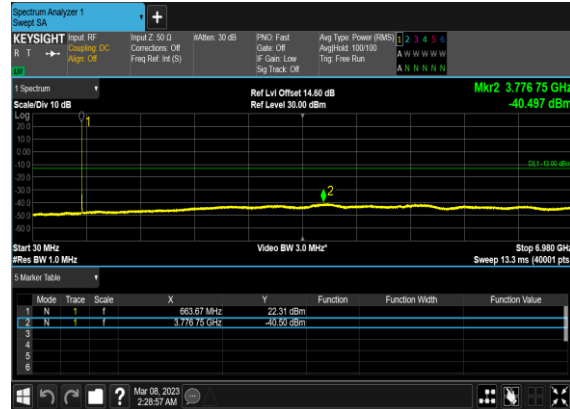 Spectrum Analyzer 1
Swept SA
+
KEYSIGHT Input: RF Input Z: 50 Ω #Atten: 30 dB PNO: Fast Avg Type: Power (RMS) 1 2 3 4 5 6
R T Coupling: DC Corrections: Off Gate: Off Avg|Hold: 100/100 A W W W W W
Align: Off Freq Ref: Int (S) IF Gain: Low Trig: Free Run
Sig Track: Off A N N N N N
1 Spectrum
Ref Lvl Offset 14.60 dB Mkr2 3.776 75 GHz
Scale/Div 10 dB Ref Level 30.00 dBm -40.497 dBm
Log
1
20.0
10.0
0.00
-10.0
DL1 -13.00 dBm
-20.0
-30.0
2
-40.0
-50.0
-60.0
Start 30 MHz Video BW 3.0 MHz* Stop 6.980 GHz
#Res BW 1.0 MHz Sweep 13.3 ms (40001 pts)
5 Marker Table
Mode Trace Scale X Y Function Function Width Function Value
1 N 1 f 663.67 MHz 22.31 dBm
2 N 1 f 3.776 75 GHz -40.50 dBm
3
4
5
6
? Mar 08, 2023
2:28:57 AM